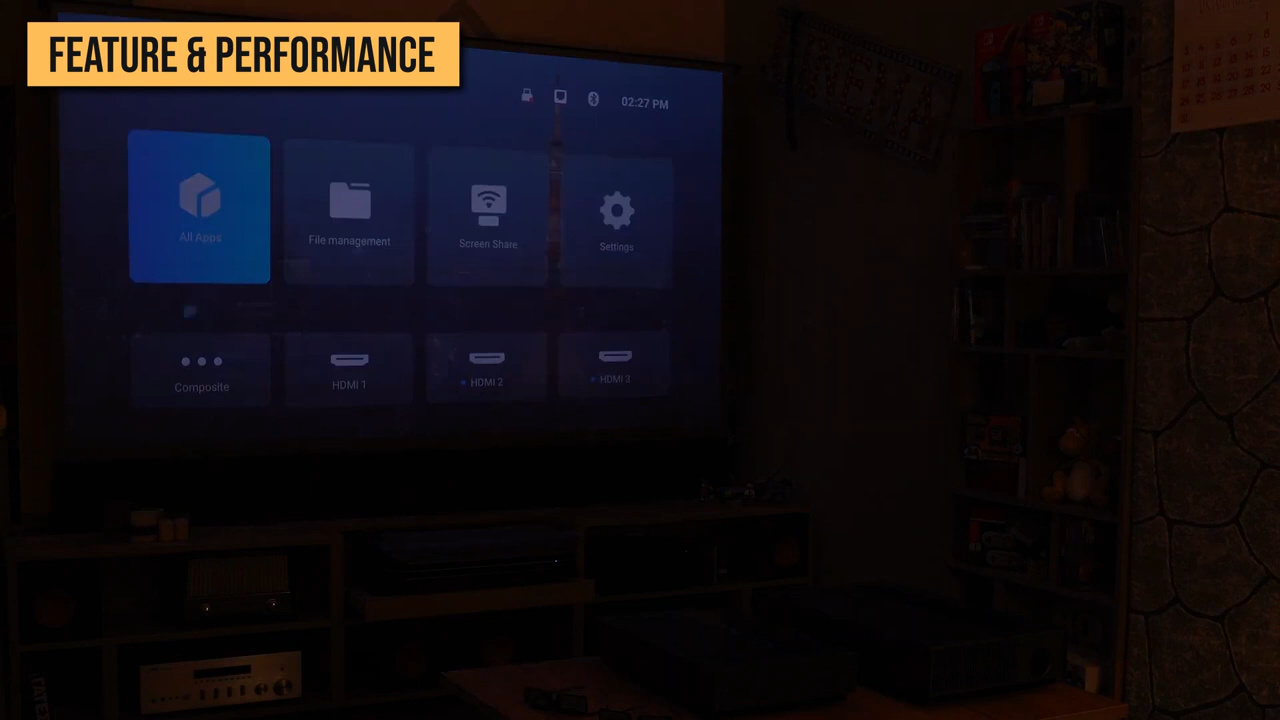 FEATURE & PERFORMANCE
02:27 PM
All Apps
File management
Screen Share
Settings
Composite
HDMI 1
HDMI 2
HDMI 3